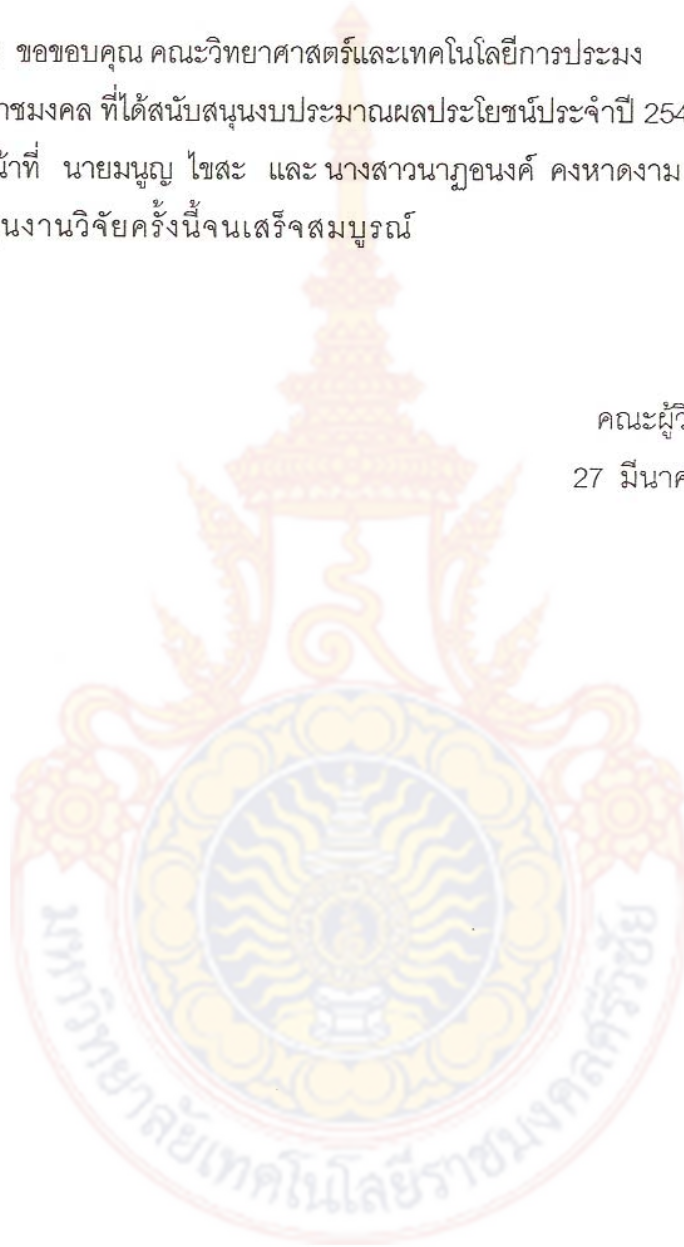 ขอขอบคุณ คณะวิทยาศาสตร์และเทคโนโลยีการประมง
าชมงคล ที่ได้สนับสนุนงบประมาณผลประโยชน์ประจำปี 254
น้าที่ นายมนูญ ไขสะ และ นางสาวนาฏอนงค์ คงหาดงาม
นงานวิจัยครั้งนี้จนเสร็จสมบูรณ์
คณะผู้วิ
27 มีนาค
มหาวิทยาลัยเทคโนโลยีราชมงคลศรีวิชัย